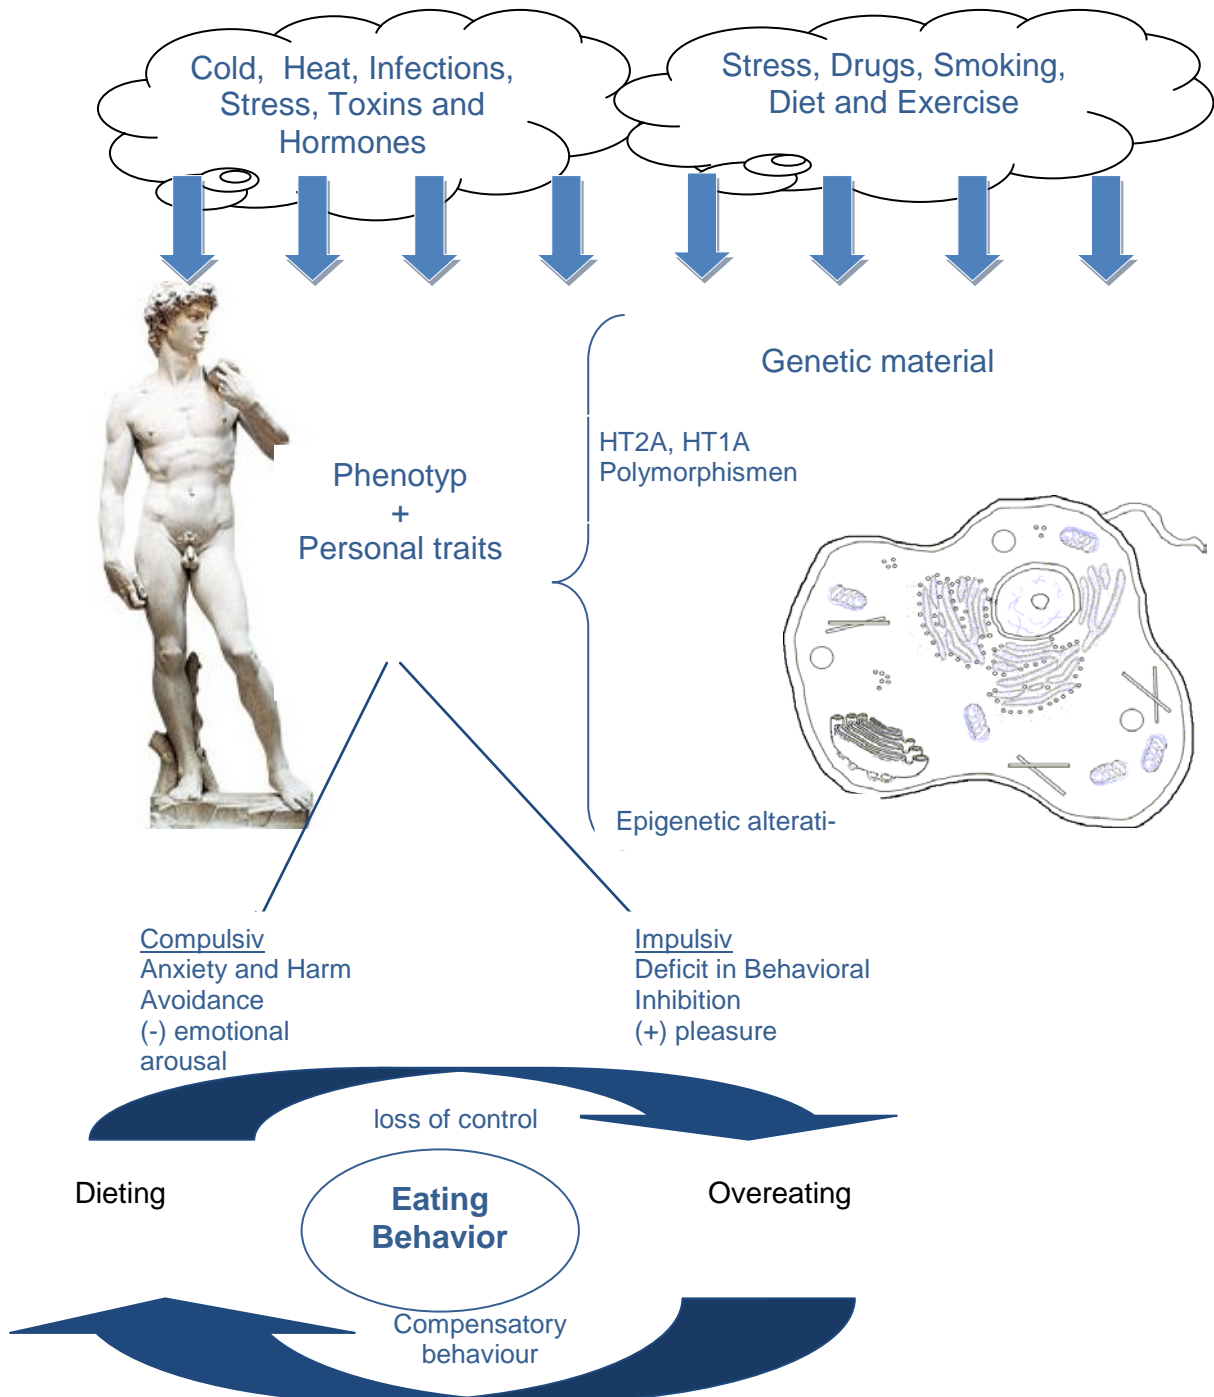 Cold,  Heat, Infections,
Stress, Toxins and
Hormones
Stress, Drugs, Smoking,
Diet and Exercise
Genetic material
HT2A, HT1A
Polymorphismen
Phenotyp
+
Personal traits
Epigenetic alterati-
Compulsiv
Anxiety and Harm
Avoidance
(-) emotional
arousal
Impulsiv
Deficit in Behavioral
Inhibition
(+) pleasure
loss of control
Dieting
Eating
Behavior
Overeating
Compensatory
behaviour